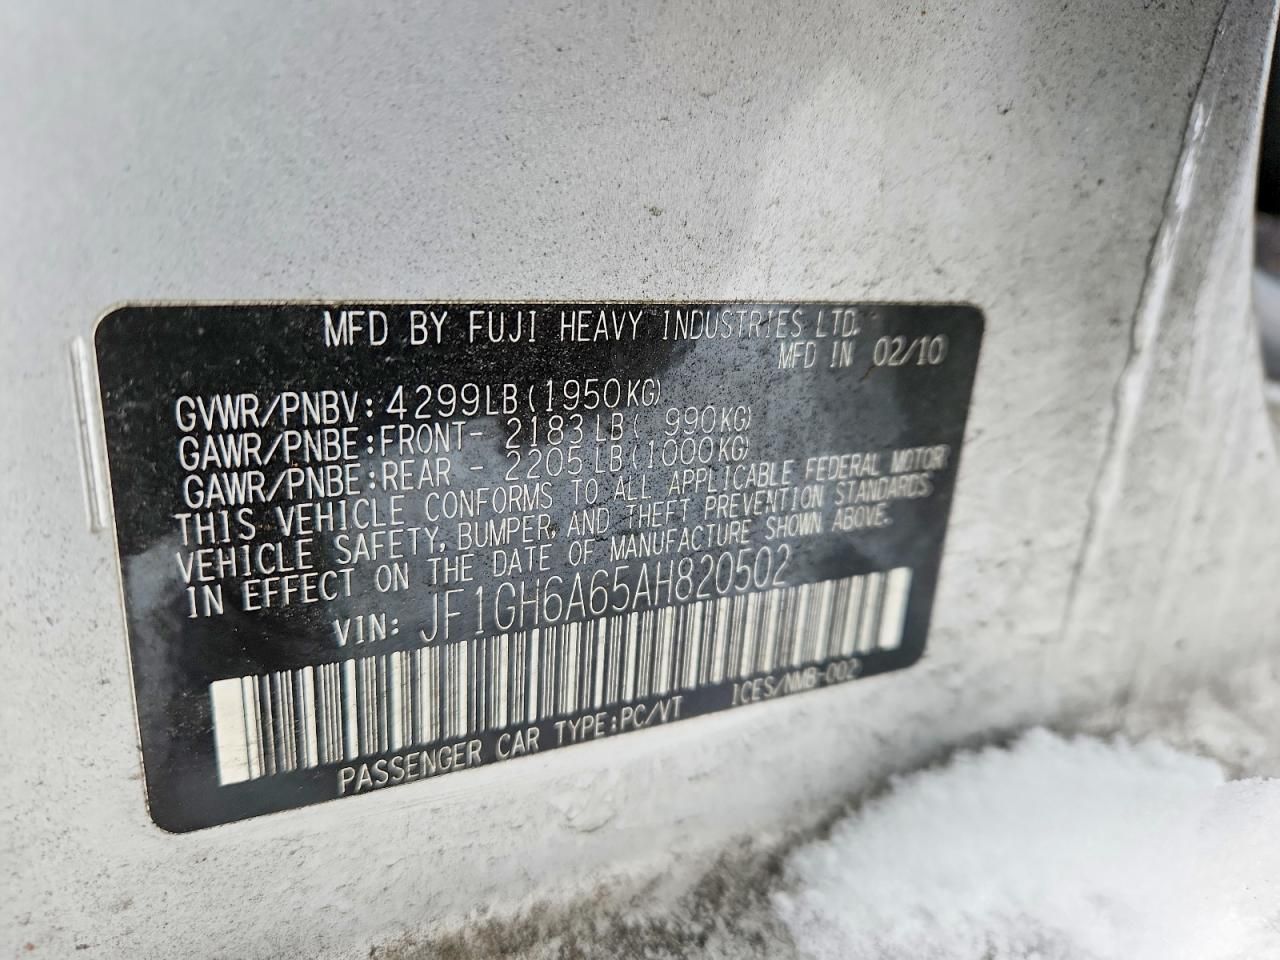 MFD BY FUJI HEAVY INDUSTRIES LTD.
MFD IN 02/10
GVWR/PNBV: 4299LB(1950KG)
GAWR/PNBE:FRONT- 2183LB( 990KG)
GAWR/PNBE:REAR - 2205LB(1000KG)
THIS VEHICLE CONFORMS TO ALL APPLICABLE FEDERAL MOTOR
VEHICLE SAFETY, BUMPER, AND THEFT PREVENTION STANDARDS
IN EFFECT ON THE DATE OF MANUFACTURE SHOWN ABOVE.
VIN: JF1GH6A65AH820502
PASSENGER CAR TYPE:PC/VT ICES/NMB-002